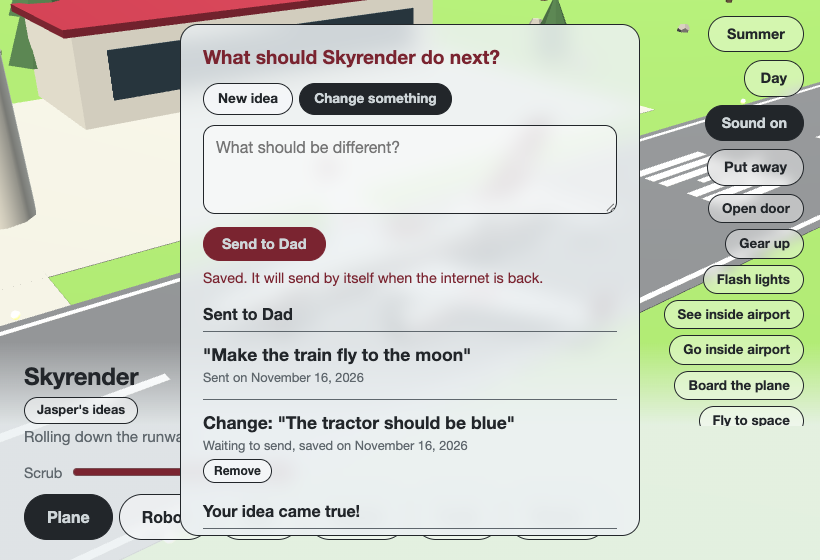 What should Skyrender do next?
New idea
Change something
What should be different?
Send to Dad
Saved. It will send by itself when the internet is back.
Sent to Dad
"Make the train fly to the moon"
Sent on November 16, 2026
Change: "The tractor should be blue"
Waiting to send, saved on November 16, 2026
Remove
Your idea came true!
Summer
Day
Sound on
Put away
Open door
Gear up
Flash lights
See inside airport
Go inside airport
Board the plane
Fly to space
Skyrender
Jasper's ideas
Rolling down the
Scrub
Plane